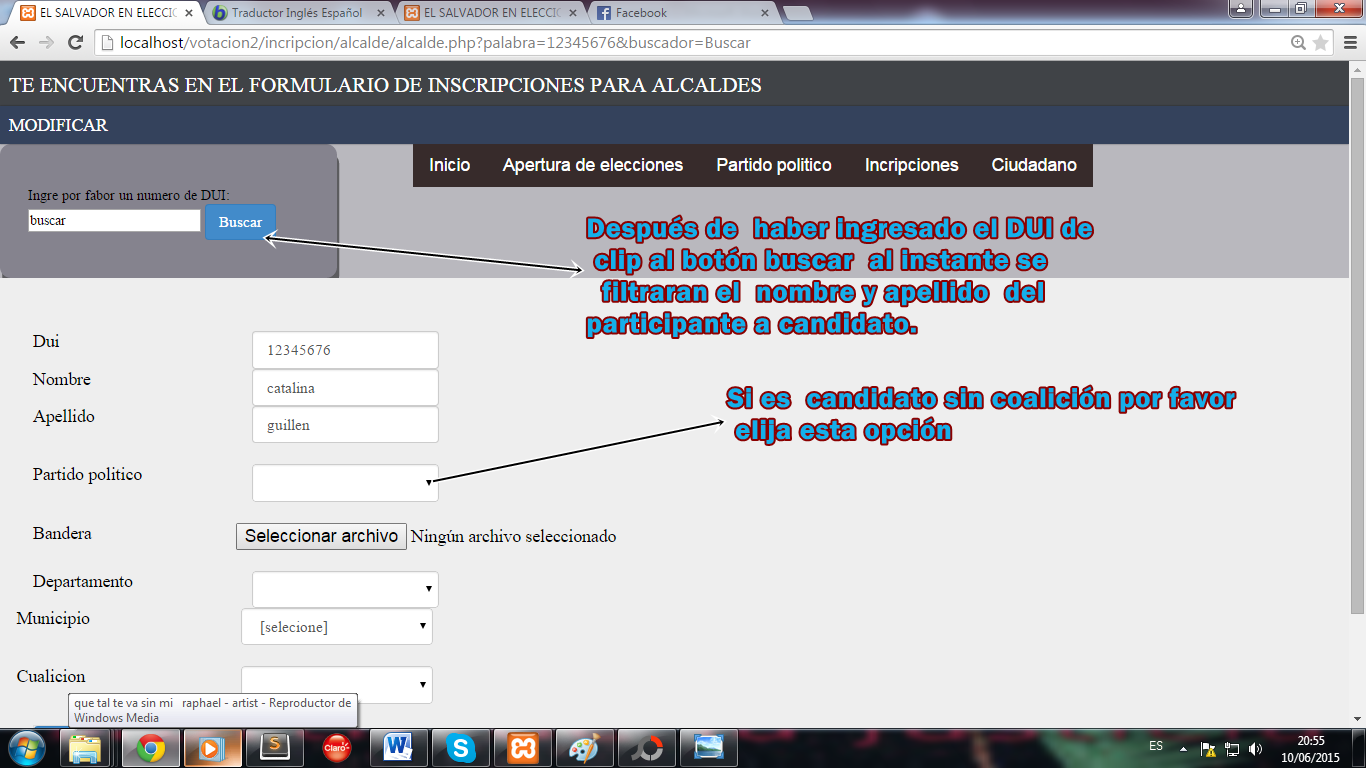 EL SALVADOR EN ELECCIO
Traductor Inglés Español
EL SALVADOR EN ELECCIO
Facebook
localhost/votacion2/incripcion/alcalde/alcalde.php?palabra=12345676&buscador=Buscar
TE ENCUENTRAS EN EL FORMULARIO DE INSCRIPCIONES PARA ALCALDES
MODIFICAR
Inicio Apertura de elecciones Partido politico Incripciones Ciudadano
Ingre por fabor un numero de DUI:
buscar Buscar
Después de haber ingresado el DUI de
clip al botón buscar al instante se
filtraran el nombre y apellido del
participante a candidato.
Dui 12345676
Nombre catalina
Apellido guillen
Si es candidato sin coalición por favor
elija esta opción
Partido politico
Bandera Seleccionar archivo Ningún archivo seleccionado
Departamento
Municipio [selecione]
Cualicion
que tal te va sin mi raphael - artist - Reproductor de
Windows Media
Claro
ES
20:55
10/06/2015